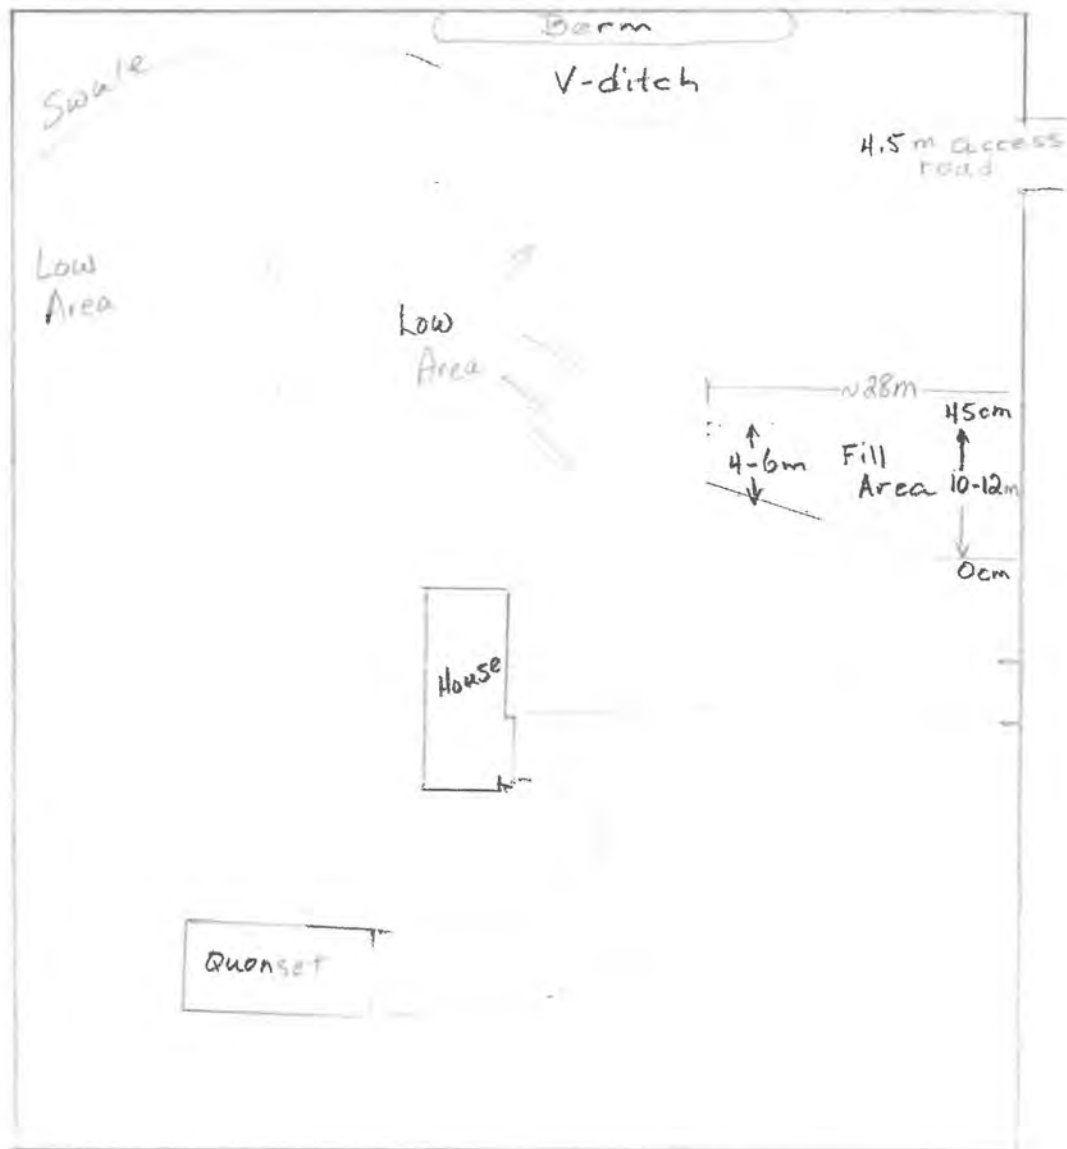 Berm
Swale
V-ditch
4.5m access
road
Low
Area
Low
Area
~28m
45cm
4-6m
Fill
Area
10-12m
0cm
House
Quonset